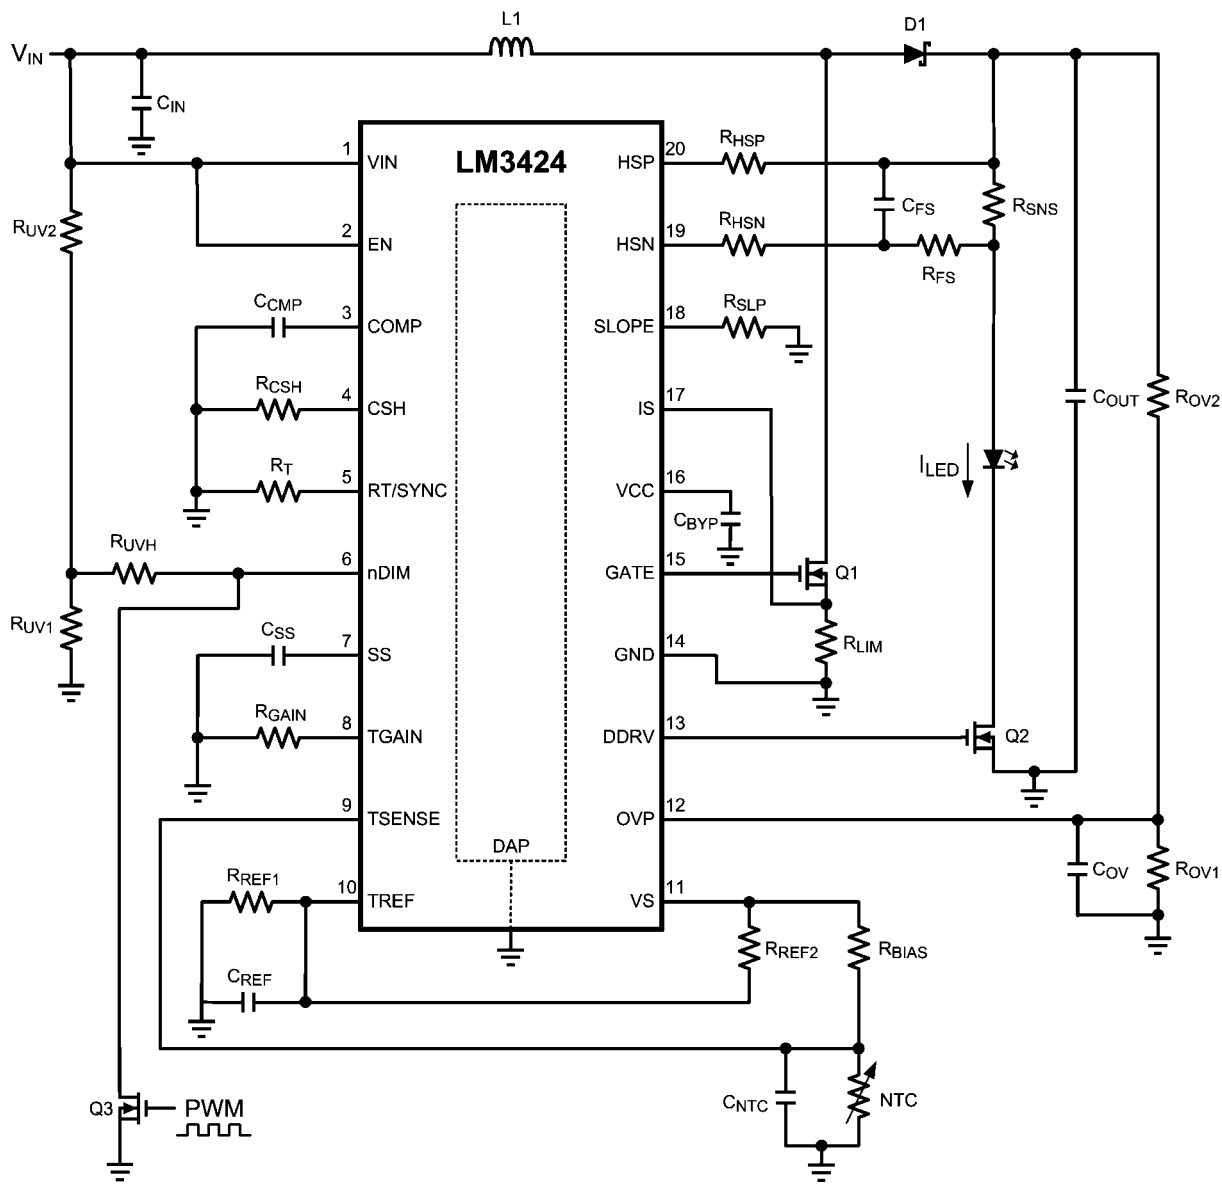 L1
D1
VIN
CIN
LM3424
1 VIN
20 HSP
RHSP
RUV2
2 EN
19 HSN
RHSN
CFS
RSNS
RFS
CCMP
3 COMP
18 SLOPE
RSLP
RCSH
4 CSH
17 IS
COUT
ROV2
RT
5 RT/SYNC
16 VCC
CBYP
ILED
RUVH
6 nDIM
15 GATE
Q1
RUV1
CSS
7 SS
14 GND
RLIM
RGAIN
8 TGAIN
13 DDRV
Q2
9 TSENSE
12 OVP
DAP
COV
ROV1
RREF1
10 TREF
11 VS
RREF2
RBIAS
CREF
Q3
PWM
CNTC
NTC